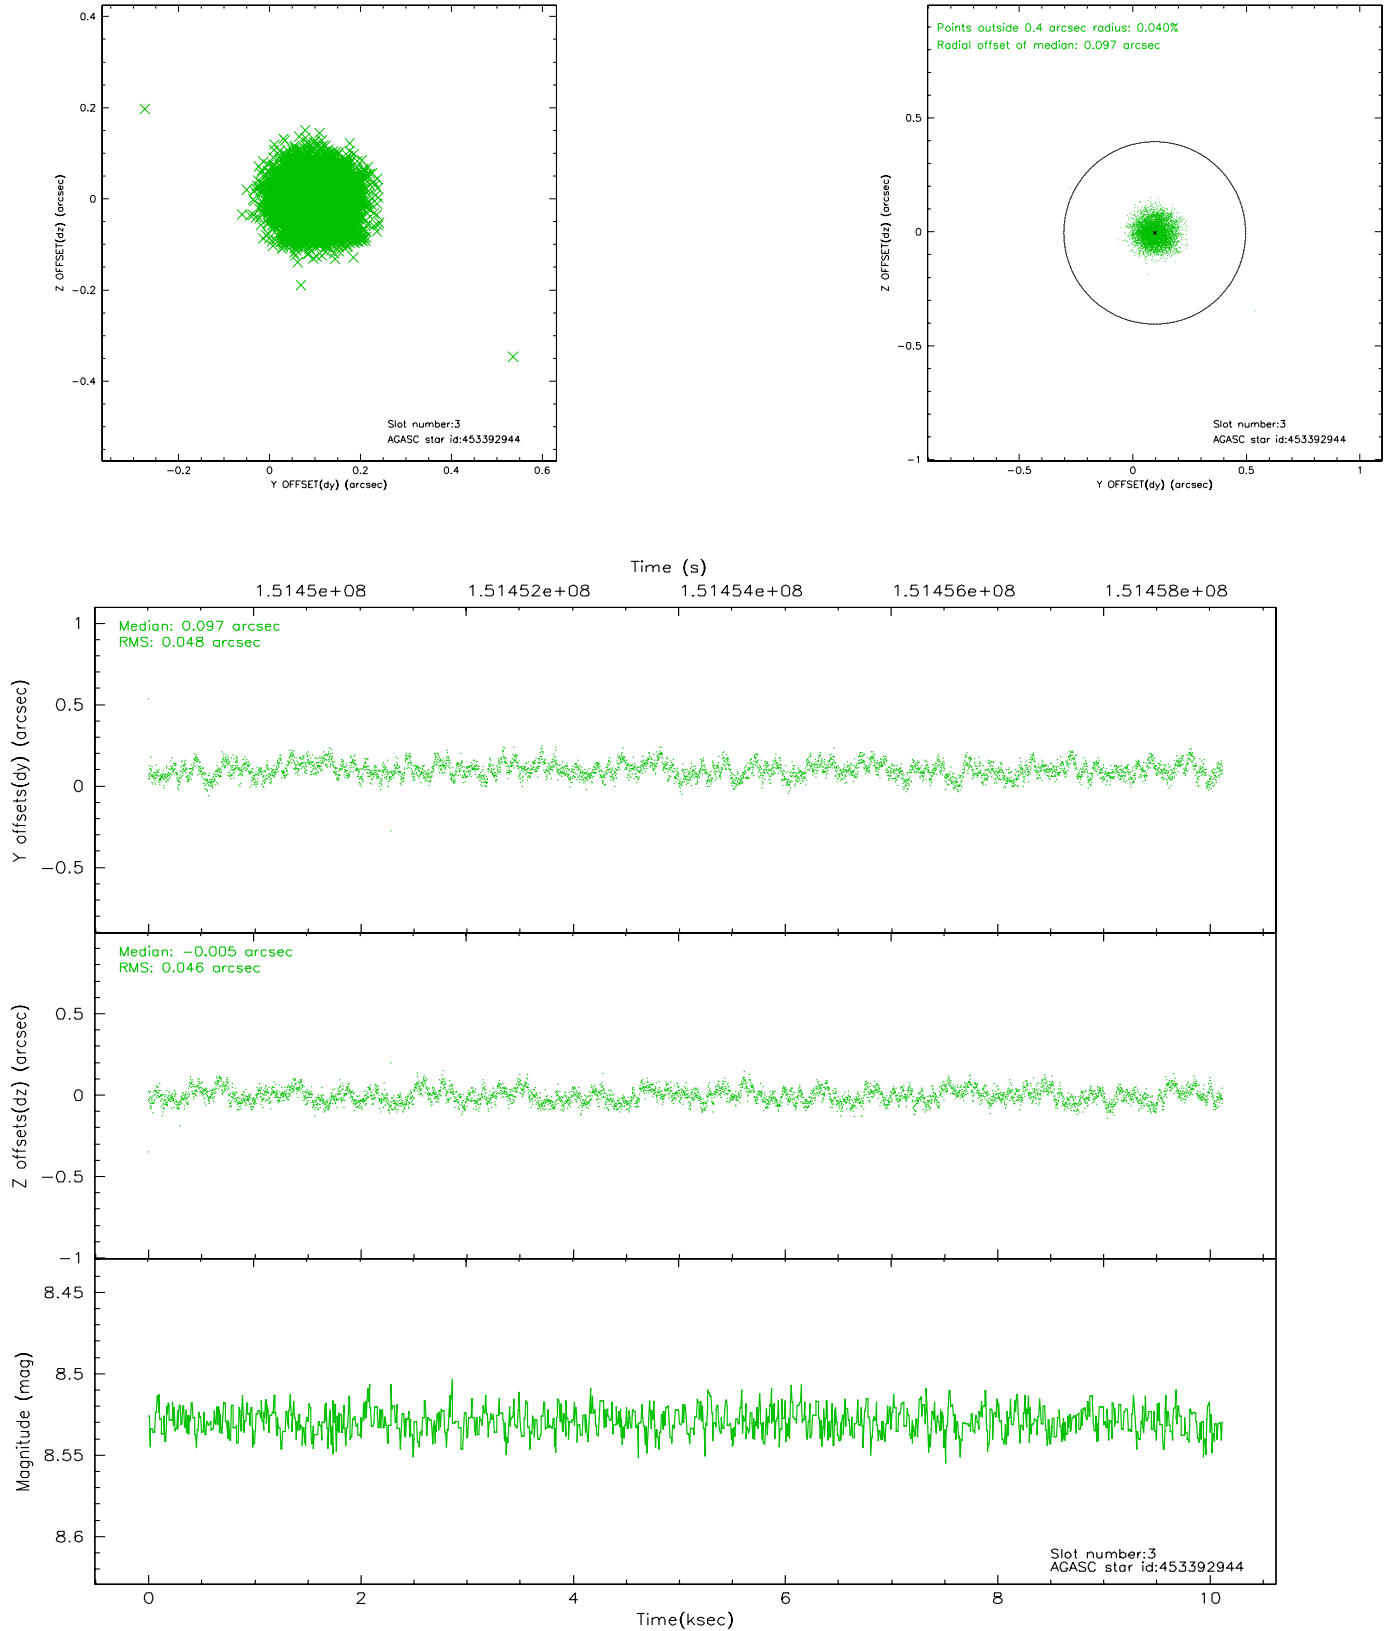 0.4
0.2
0
−0.2
−0.4
Z OFFSET(dz) (arcsec)
Slot number:3
AGASC star id:453392944
−0.2 0 0.2 0.4 0.6
Y OFFSET(dy) (arcsec)
Points outside 0.4 arcsec radius: 0.040%
Radial offset of median: 0.097 arcsec
0.5
0
−0.5
−1
Z OFFSET(dz) (arcsec)
Slot number:3
AGASC star id:453392944
−0.5 0 0.5 1
Y OFFSET(dy) (arcsec)
Time (s)
1.5145e+08 1.51452e+08 1.51454e+08 1.51456e+08 1.51458e+08
Median: 0.097 arcsec
RMS: 0.048 arcsec
1
0.5
0
−0.5
Y offsets(dy) (arcsec)
Median: −0.005 arcsec
RMS: 0.046 arcsec
0.5
0
−0.5
−1
Z offsets(dz) (arcsec)
8.45
8.5
8.55
8.6
Magnitude (mag)
Slot number:3
AGASC star id:453392944
0 2 4 6 8 10
Time(ksec)